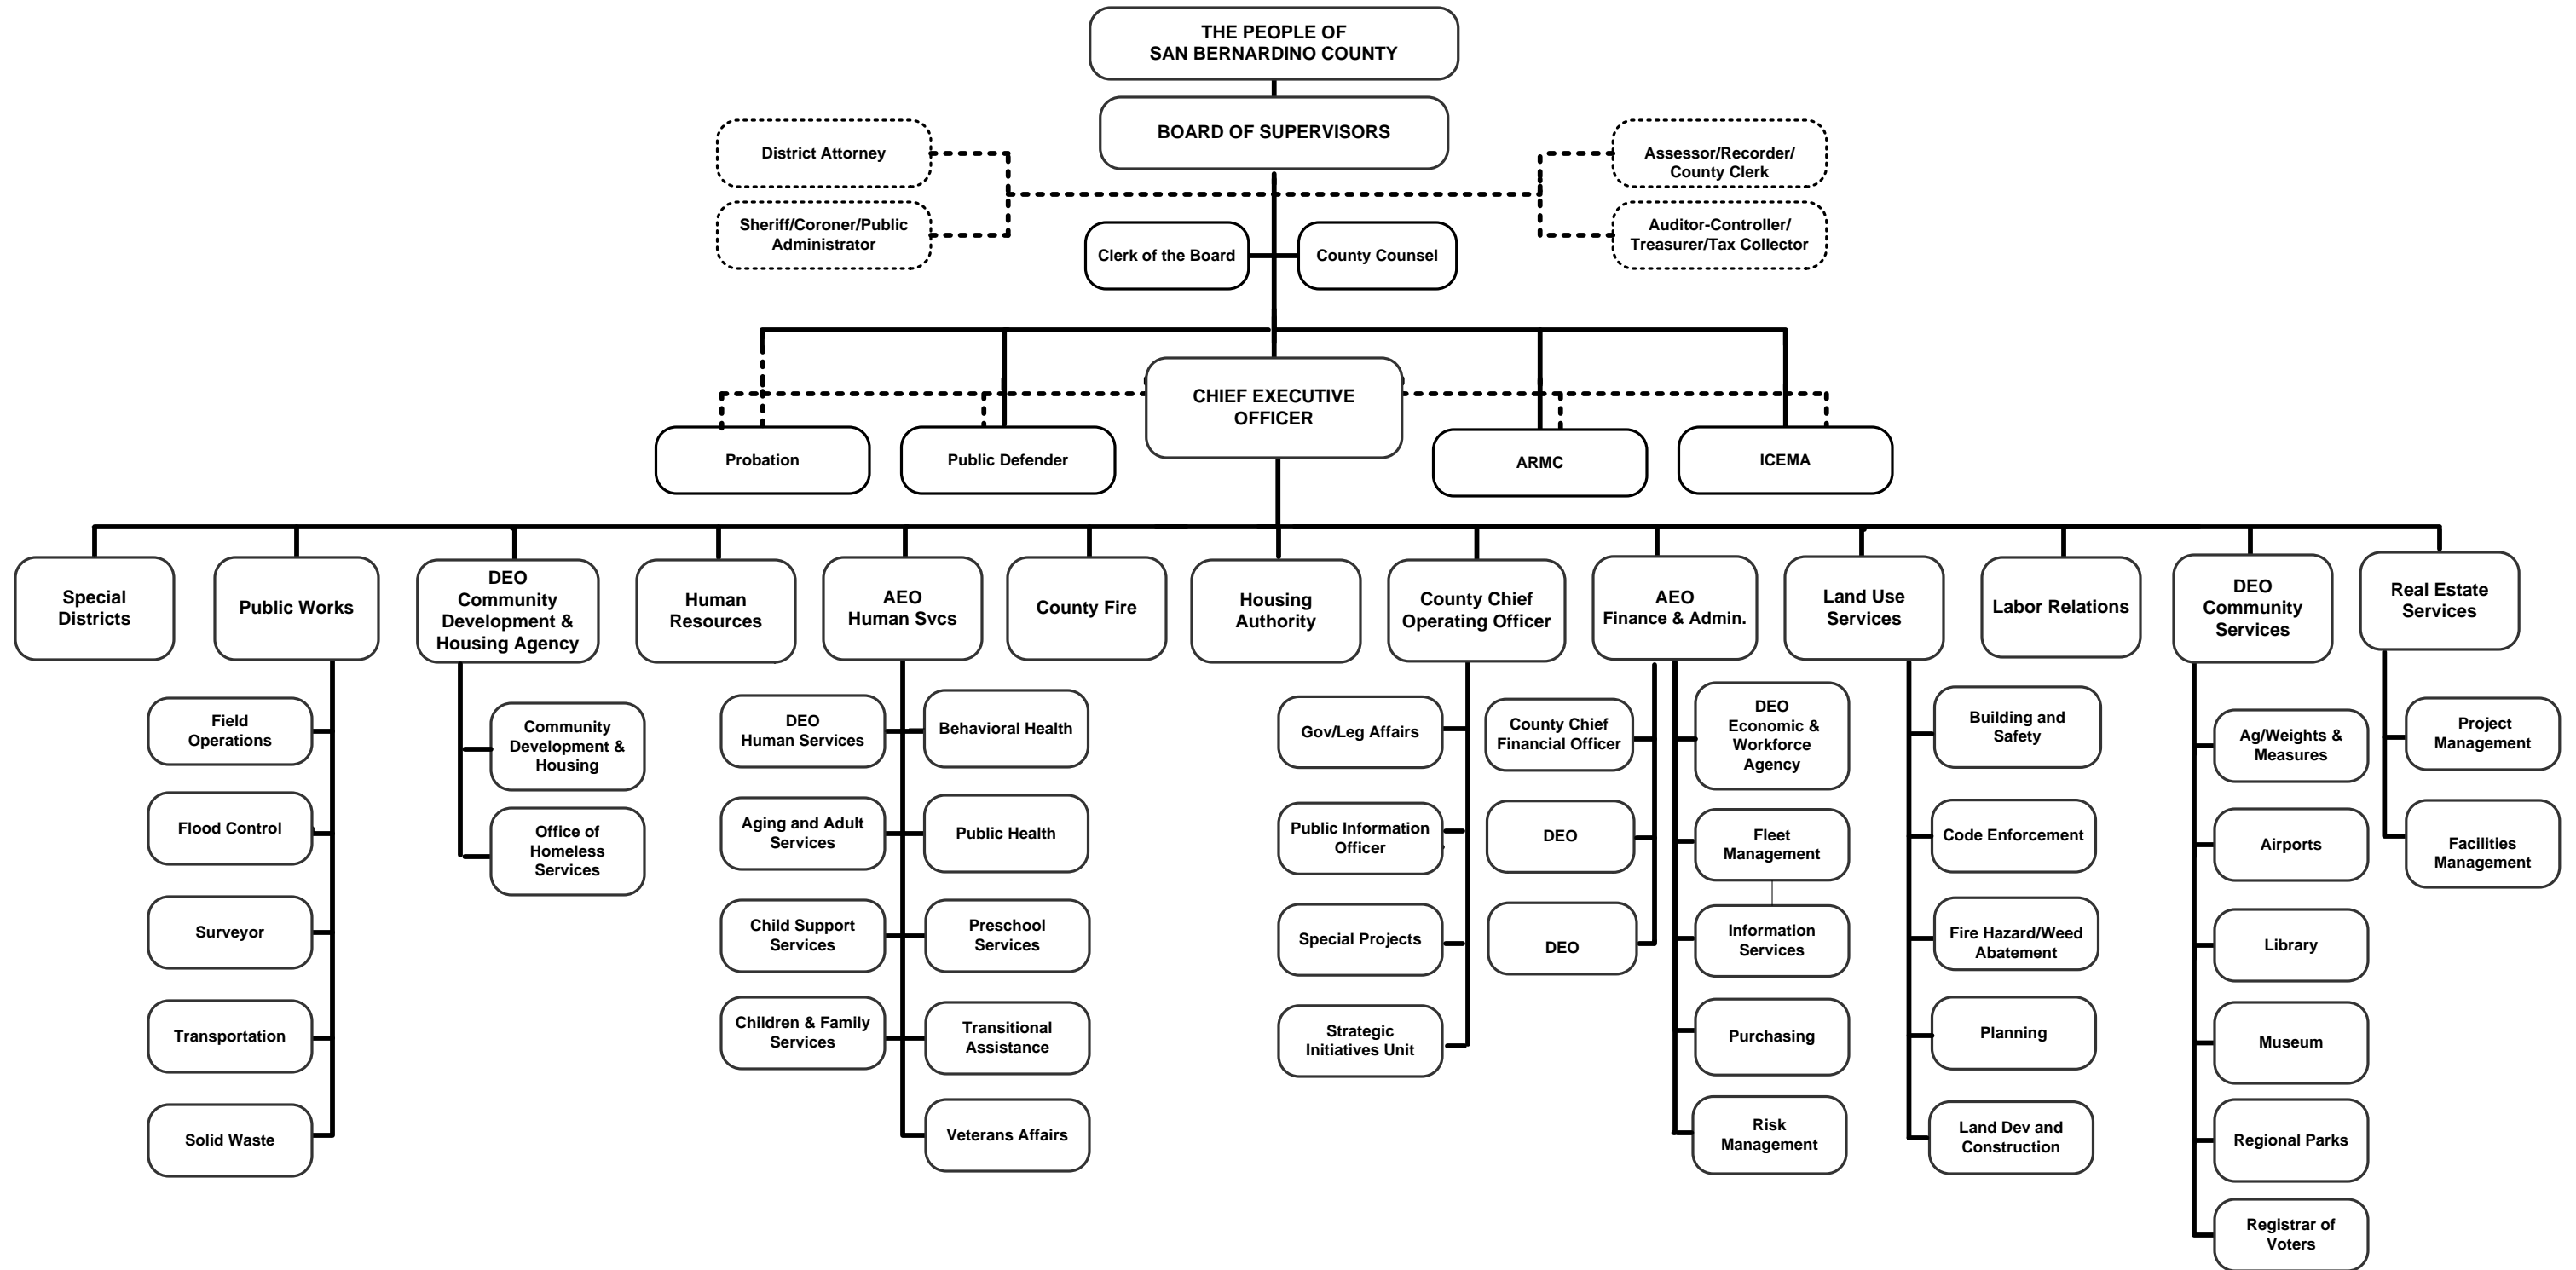 THE PEOPLE OF
SAN BERNARDINO COUNTY
BOARD OF SUPERVISORS
District Attorney
Assessor/Recorder/
County Clerk
Sheriff/Coroner/Public
Administrator
Auditor-Controller/
Treasurer/Tax Collector
Clerk of the Board
County Counsel
CHIEF EXECUTIVE
OFFICER
Probation
Public Defender
ARMC
ICEMA
Special
Districts
Public Works
DEO
Community
Development &
Housing Agency
Human
Resources
AEO
Human Svcs
County Fire
Housing
Authority
County Chief
Operating Officer
AEO
Finance & Admin.
Land Use
Services
Labor Relations
DEO
Community
Services
Real Estate
Services
Field
Operations
Flood Control
Surveyor
Transportation
Solid Waste
Community
Development &
Housing
Office of
Homeless
Services
DEO
Human Services
Behavioral Health
Aging and Adult
Services
Public Health
Child Support
Services
Preschool
Services
Children & Family
Services
Transitional
Assistance
Veterans Affairs
Gov/Leg Affairs
Public Information
Officer
Special Projects
Strategic
Initiatives Unit
County Chief
Financial Officer
DEO
DEO
DEO
Economic &
Workforce
Agency
Fleet
Management
Information
Services
Purchasing
Risk
Management
Building and
Safety
Code Enforcement
Fire Hazard/Weed
Abatement
Planning
Land Dev and
Construction
Ag/Weights &
Measures
Airports
Library
Museum
Regional Parks
Registrar of
Voters
Project
Management
Facilities
Management